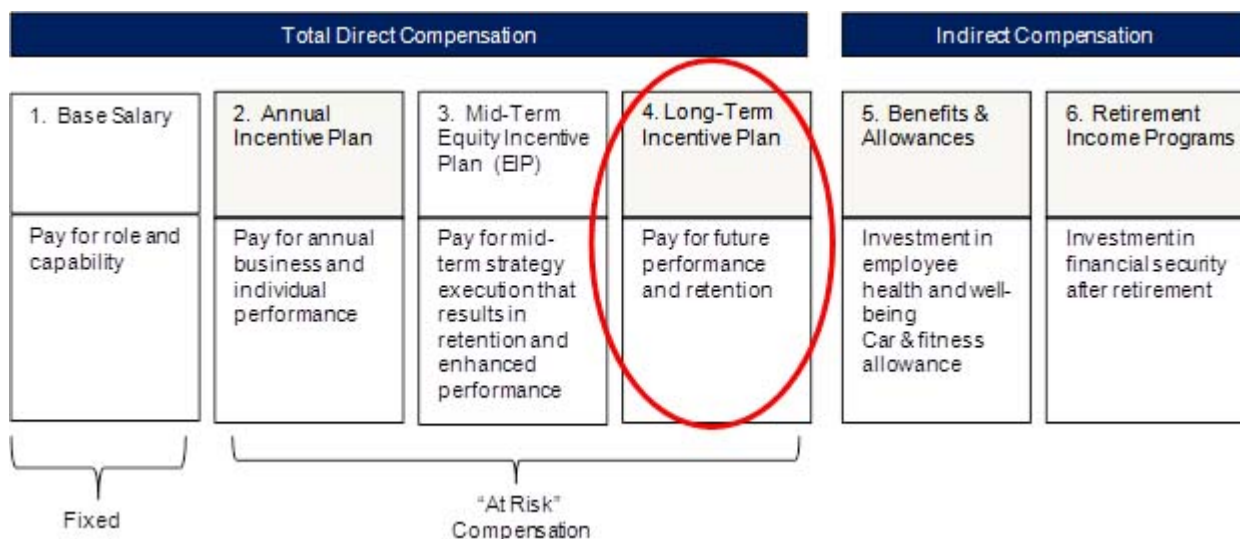 Total Direct Compensation
Indirect Compensation
1. Base Salary
Pay for role and
capability
2. Annual
Incentive Plan
Pay for annual
business and
individual
performance
3. Mid-Term
Equity Incentive
Plan (EIP)
Pay for mid-
term strategy
execution that
results in
retention and
enhanced
performance
4. Long-Term
Incentive Plan
Pay for future
performance
and retention
5. Benefits &
Allowances
Investment in
employee
health and well-
being
Car & fitness
allowance
6. Retirement
Income Programs
Investment in
financial security
after retirement
Fixed
"At Risk"
Compensation